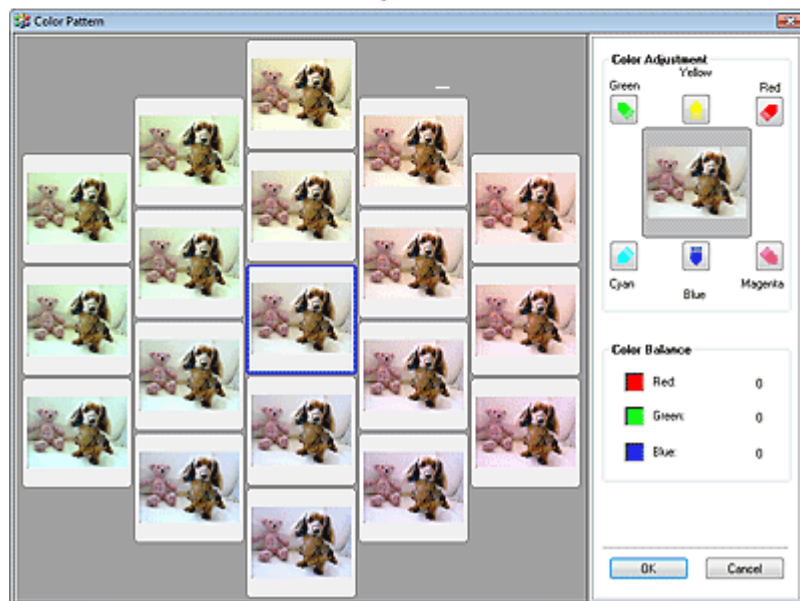 Color Pattern
Color Adjustment
Yellow
Green
Red
Cyan
Blue
Magenta
Color Balance
Red: 0
Green: 0
Blue: 0
OK
Cancel